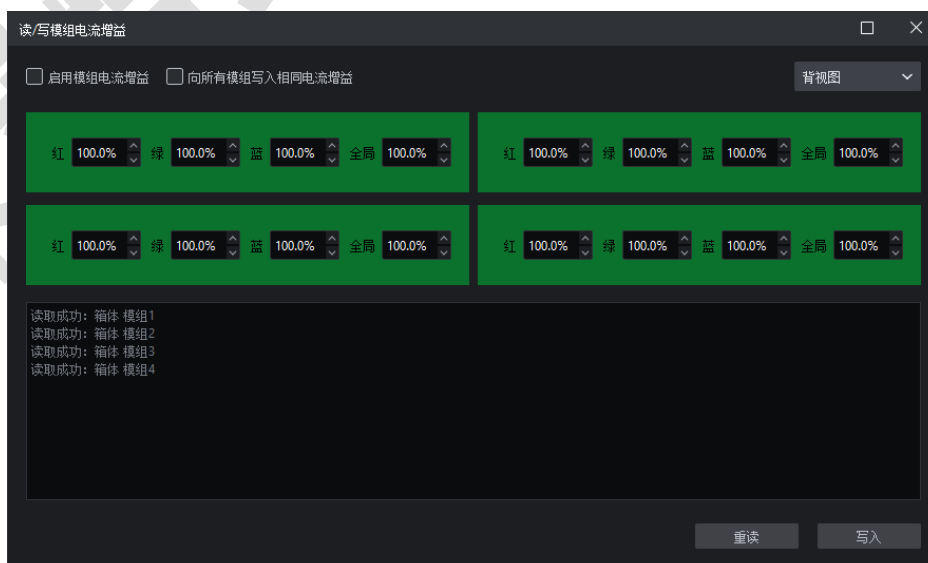 读/写模组电流增益
启用模组电流增益 向所有模组写入相同电流增益 背视图
红 100.0% 绿 100.0% 蓝 100.0% 全局 100.0% 红 100.0% 绿 100.0% 蓝 100.0% 全局 100.0%
红 100.0% 绿 100.0% 蓝 100.0% 全局 100.0% 红 100.0% 绿 100.0% 蓝 100.0% 全局 100.0%
读取成功：箱体 模组1
读取成功：箱体 模组2
读取成功：箱体 模组3
读取成功：箱体 模组4
重读 写入